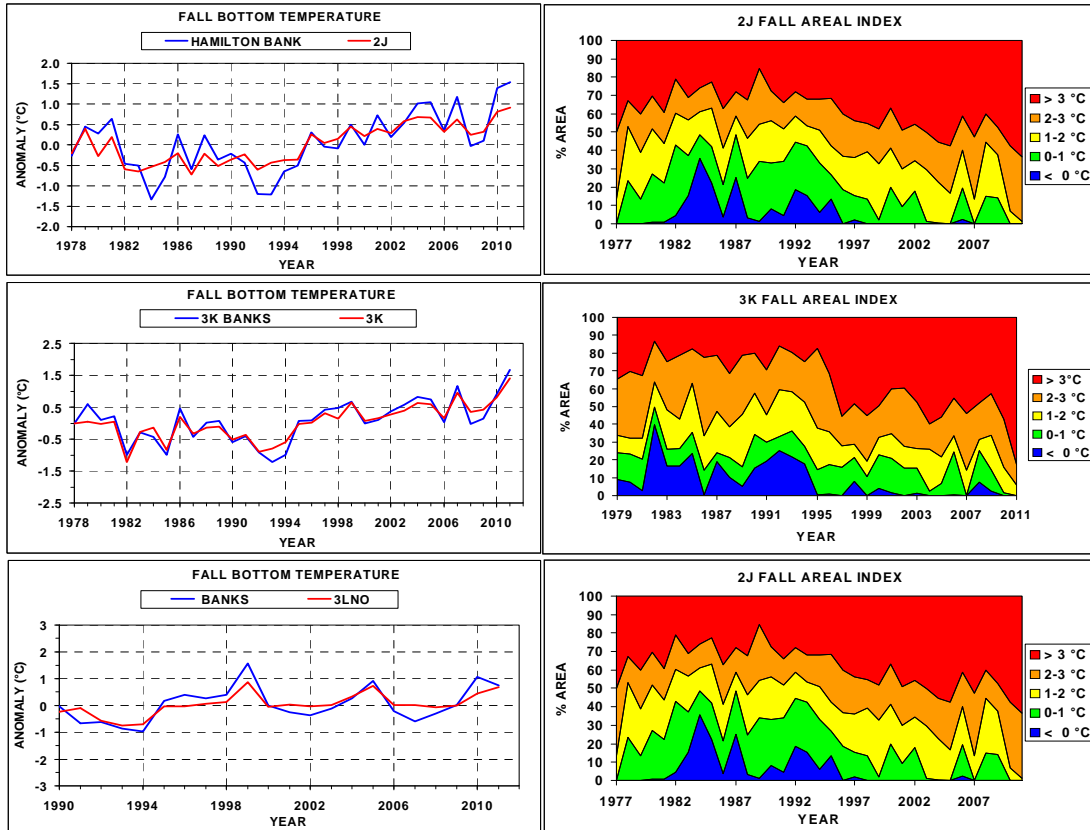 FALL BOTTOM TEMPERATURE
HAMILTON BANK 2J
ANOMALY (°C)
2.0
1.5
1.0
0.5
0.0
-0.5
-1.0
-1.5
-2.0
1978 1982 1986 1990 1994 1998 2002 2006 2010
YEAR
2J FALL AREAL INDEX
% AREA
100
90
80
70
60
50
40
30
20
10
0
1977 1982 1987 1992 1997 2002 2007
YEAR
> 3 °C
2-3 °C
1-2 °C
0-1 °C
< 0 °C
FALL BOTTOM TEMPERATURE
3K BANKS 3K
ANOMALY (°C)
2.5
1.5
0.5
-0.5
-1.5
-2.5
1978 1982 1986 1990 1994 1998 2002 2006 2010
YEAR
3K FALL AREAL INDEX
% AREA
100
90
80
70
60
50
40
30
20
10
0
1979 1983 1987 1991 1995 1999 2003 2007 2011
YEAR
> 3°C
2-3 °C
1-2 °C
0-1 °C
< 0 °C
FALL BOTTOM TEMPERATURE
BANKS 3LNO
ANOMALY (°C)
3
2
1
0
-1
-2
-3
1990 1994 1998 2002 2006 2010
YEAR
2J FALL AREAL INDEX
% AREA
100
90
80
70
60
50
40
30
20
10
0
1977 1982 1987 1992 1997 2002 2007
YEAR
> 3 °C
2-3 °C
1-2 °C
0-1 °C
< 0 °C